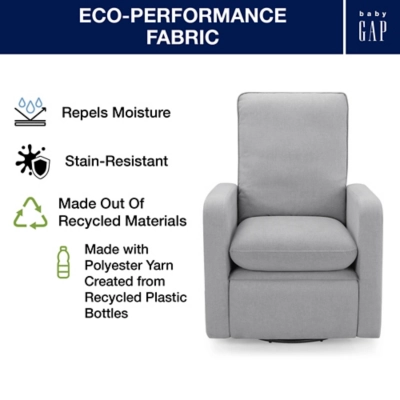 ECO-PERFORMANCE
FABRIC
baby
GAP
Repels Moisture
Stain-Resistant
Made Out Of
Recycled Materials
Made with
Polyester Yarn
Created from
Recycled Plastic
Bottles